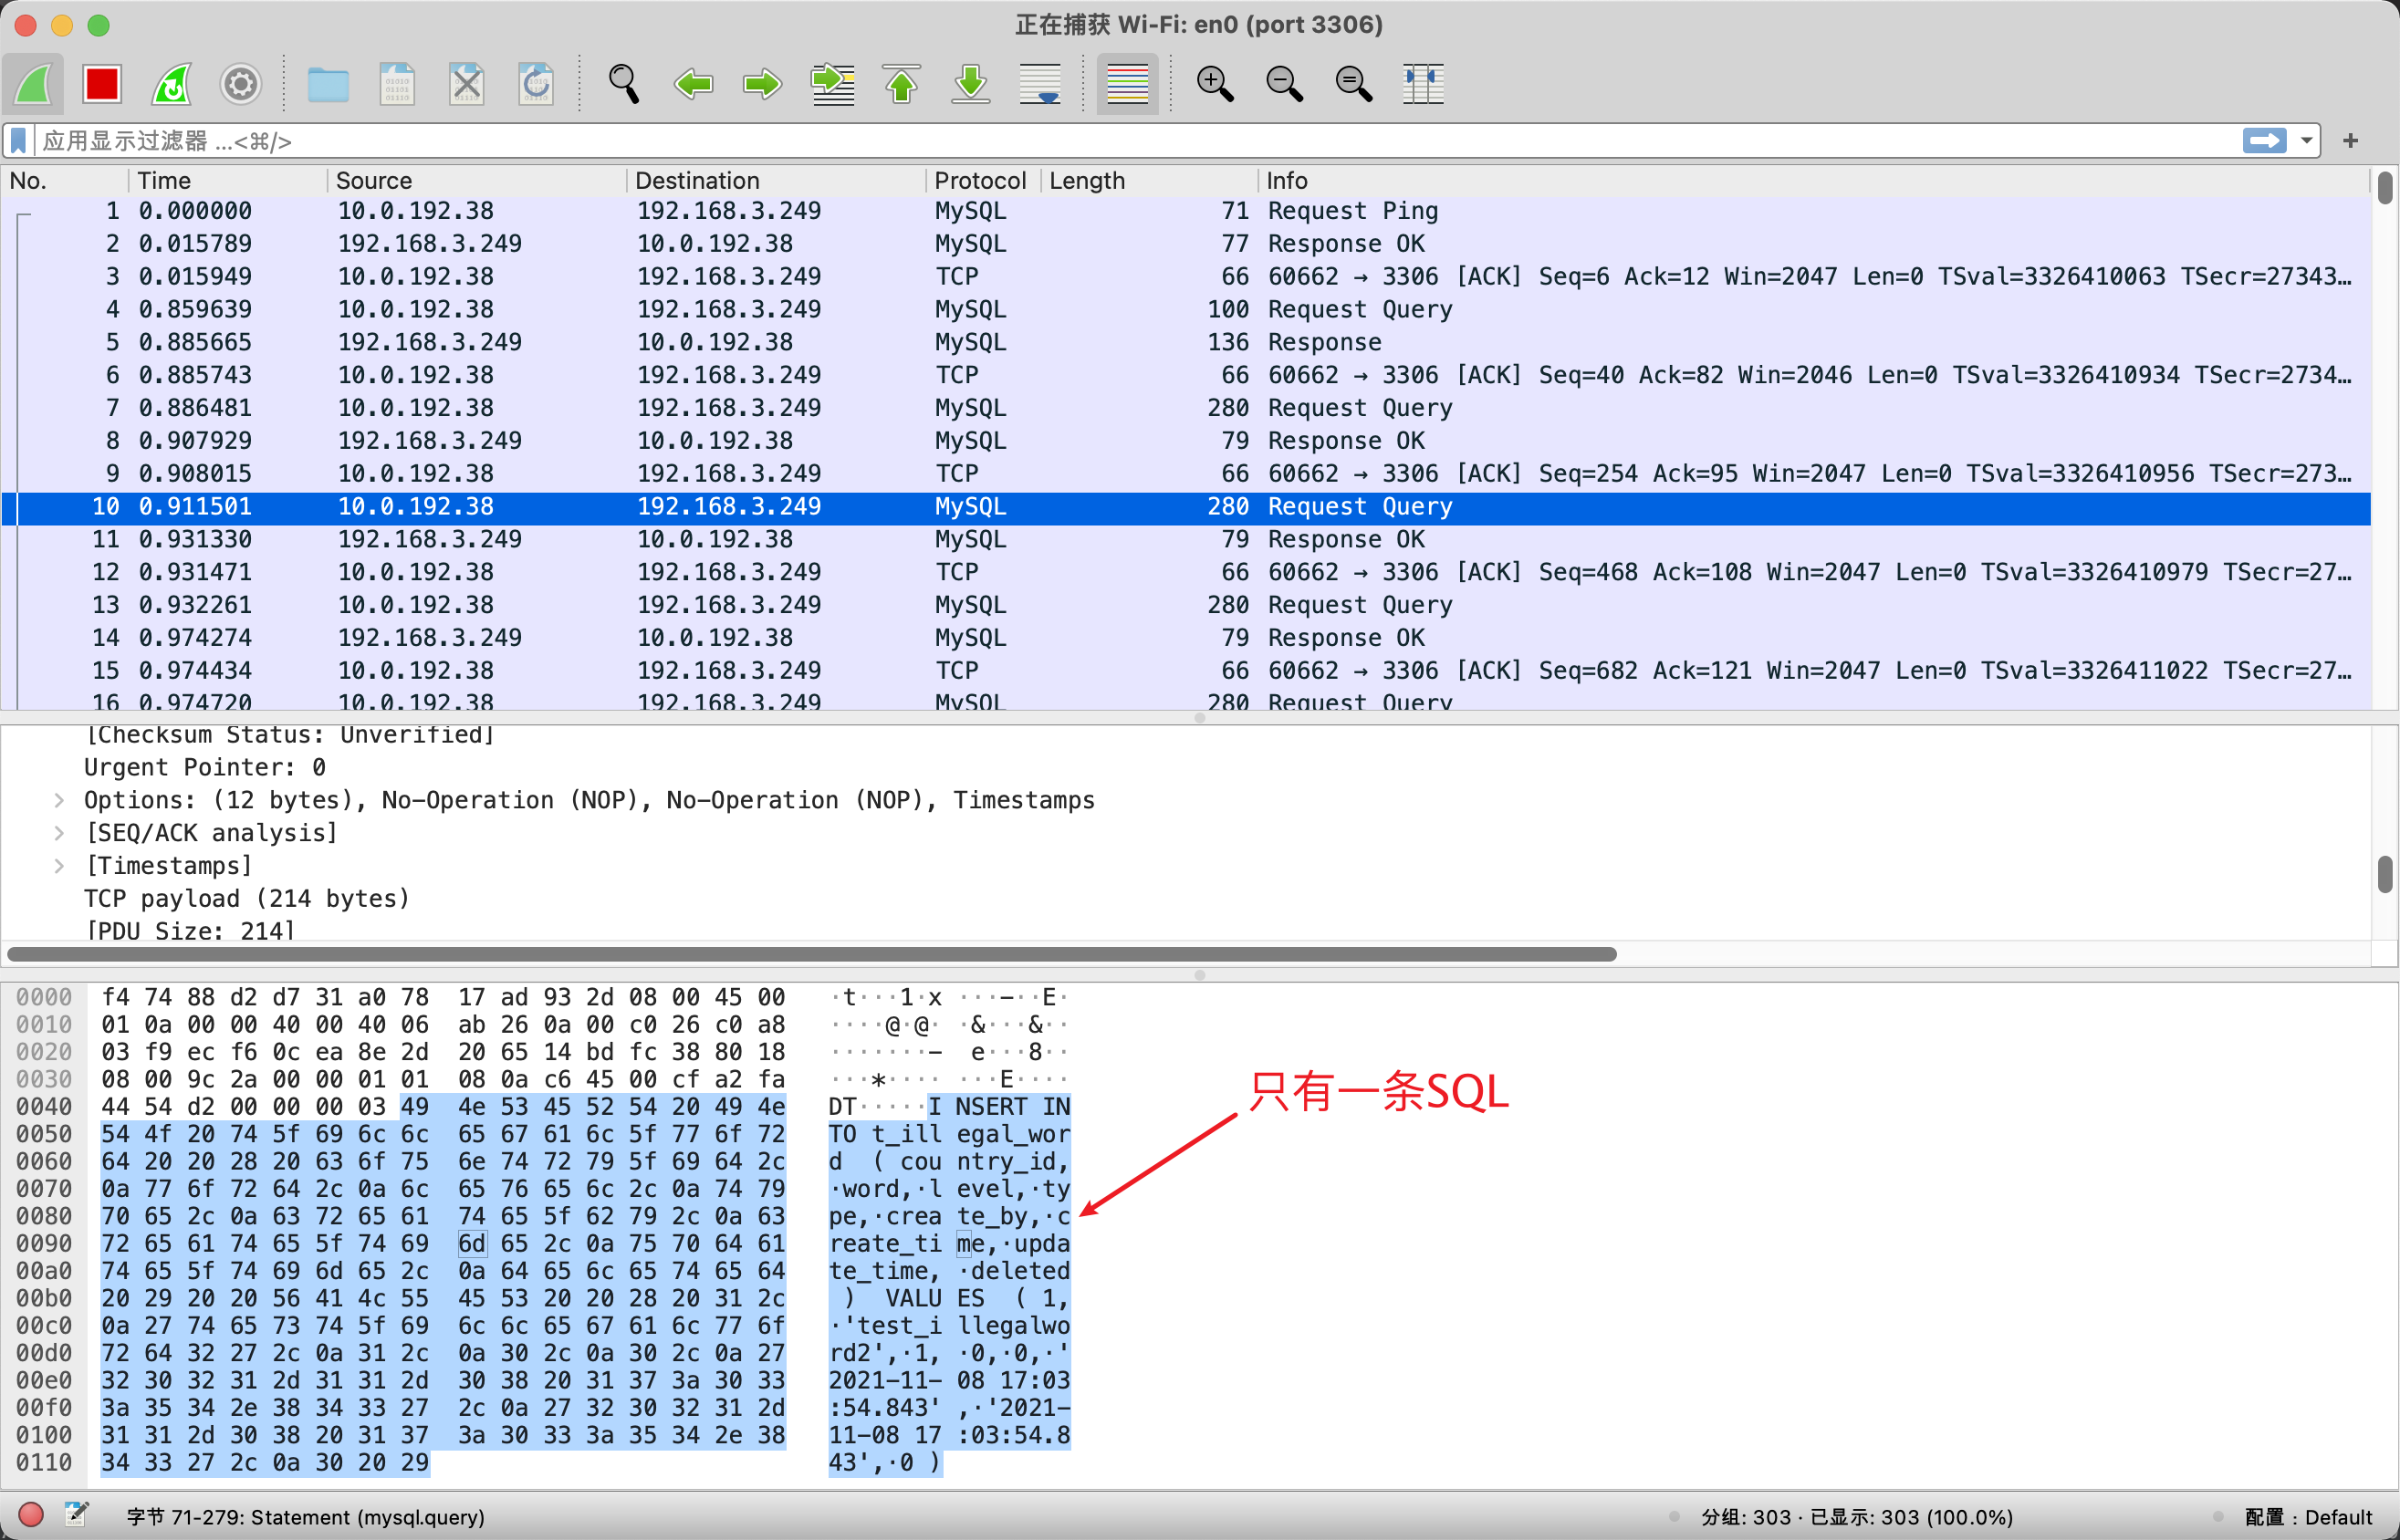 正在捕获 Wi-Fi: en0 (port 3306)
应用显示过滤器 ...<⌘/>
No. Time Source Destination Protocol Length Info
1 0.000000 10.0.192.38 192.168.3.249 MySQL 71 Request Ping
2 0.015789 192.168.3.249 10.0.192.38 MySQL 77 Response OK
3 0.015949 10.0.192.38 192.168.3.249 TCP 66 60662 → 3306 [ACK] Seq=6 Ack=12 Win=2047 Len=0 TSval=3326410063 TSecr=27343…
4 0.859639 10.0.192.38 192.168.3.249 MySQL 100 Request Query
5 0.885665 192.168.3.249 10.0.192.38 MySQL 136 Response
6 0.885743 10.0.192.38 192.168.3.249 TCP 66 60662 → 3306 [ACK] Seq=40 Ack=82 Win=2046 Len=0 TSval=3326410934 TSecr=2734…
7 0.886481 10.0.192.38 192.168.3.249 MySQL 280 Request Query
8 0.907929 192.168.3.249 10.0.192.38 MySQL 79 Response OK
9 0.908015 10.0.192.38 192.168.3.249 TCP 66 60662 → 3306 [ACK] Seq=254 Ack=95 Win=2047 Len=0 TSval=3326410956 TSecr=273…
10 0.911501 10.0.192.38 192.168.3.249 MySQL 280 Request Query
11 0.931330 192.168.3.249 10.0.192.38 MySQL 79 Response OK
12 0.931471 10.0.192.38 192.168.3.249 TCP 66 60662 → 3306 [ACK] Seq=468 Ack=108 Win=2047 Len=0 TSval=3326410979 TSecr=27…
13 0.932261 10.0.192.38 192.168.3.249 MySQL 280 Request Query
14 0.974274 192.168.3.249 10.0.192.38 MySQL 79 Response OK
15 0.974434 10.0.192.38 192.168.3.249 TCP 66 60662 → 3306 [ACK] Seq=682 Ack=121 Win=2047 Len=0 TSval=3326411022 TSecr=27…
16 0.974720 10.0.192.38 192.168.3.249 MySQL 280 Request Query
[Checksum Status: Unverified]
Urgent Pointer: 0
Options: (12 bytes), No-Operation (NOP), No-Operation (NOP), Timestamps
[SEQ/ACK analysis]
[Timestamps]
TCP payload (214 bytes)
[PDU Size: 214]
0000 f4 74 88 d2 d7 31 a0 78 17 ad 93 2d 08 00 45 00 ·t···1·x ···-··E·
0010 01 0a 00 00 40 00 40 06 ab 26 0a 00 c0 26 c0 a8 ····@·@· ·&···&··
0020 03 f9 ec f6 0c ea 8e 2d 20 65 14 bd fc 38 80 18 ·······- e···8··
0030 08 00 9c 2a 00 00 01 01 08 0a c6 45 00 cf a2 fa ···*···· ···E····
0040 44 54 d2 00 00 00 03 49 4e 53 45 52 54 20 49 4e DT·····I NSERT IN
0050 54 4f 20 74 5f 69 6c 6c 65 67 61 6c 5f 77 6f 72 TO t_ill egal_wor
0060 64 20 20 28 20 63 6f 75 6e 74 72 79 5f 69 64 2c d  ( cou ntry_id,
0070 0a 77 6f 72 64 2c 0a 6c 65 76 65 6c 2c 0a 74 79 ·word,·l evel,·ty
0080 70 65 2c 0a 63 72 65 61 74 65 5f 62 79 2c 0a 63 pe,·crea te_by,·c
0090 72 65 61 74 65 5f 74 69 6d 65 2c 0a 75 70 64 61 reate_ti me,·upda
00a0 74 65 5f 74 69 6d 65 2c 0a 64 65 6c 65 74 65 64 te_time, ·deleted
00b0 20 29 20 20 56 41 4c 55 45 53 20 20 28 20 31 2c )  VALU ES  ( 1,
00c0 0a 27 74 65 73 74 5f 69 6c 6c 65 67 61 6c 77 6f ·'test_i llegalwo
00d0 72 64 32 27 2c 0a 31 2c 0a 30 2c 0a 30 2c 0a 27 rd2',·1, ·0,·0,·'
00e0 32 30 32 31 2d 31 31 2d 30 38 20 31 37 3a 30 33 2021-11- 08 17:03
00f0 3a 35 34 2e 38 34 33 27 2c 0a 27 32 30 32 31 2d :54.843' ,·'2021-
0100 31 31 2d 30 38 20 31 37 3a 30 33 3a 35 34 2e 38 11-08 17 :03:54.8
0110 34 33 27 2c 0a 30 20 29 43',·0 )
只有一条SQL
字节 71-279: Statement (mysql.query) 分组: 303 · 已显示: 303 (100.0%) 配置 : Default